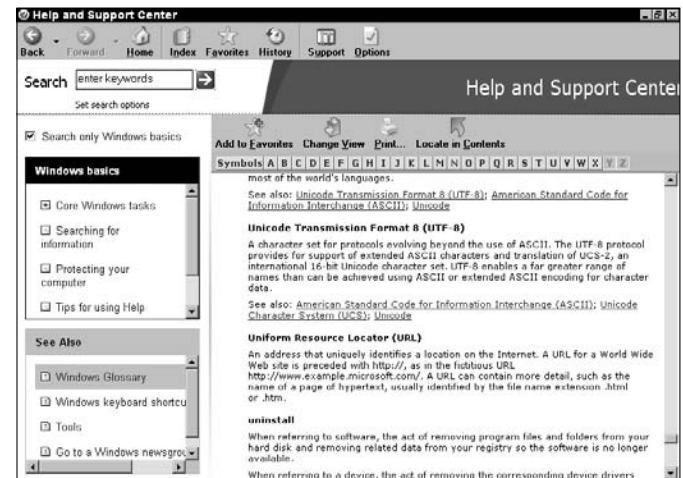 Help and Support Center
Back Forward Home Index Favorites History Support Options
Search enter keywords
Set search options
Help and Support Cente
Search only Windows basics
Windows basics
Core Windows tasks
Searching for
information
Protecting your
computer
Tips for using Help
See Also
Windows Glossary
Windows keyboard shortcu
Tools
Go to a Windows newsgrou
Add to Favorites Change View Print... Locate in Contents
Symbols A B C D E F G H I J K L M N O P Q R S T U V W X Y Z
most of the world's languages.
See also: Unicode Transmission Format 8 (UTF-8); American Standard Code for
Information Interchange (ASCII); Unicode
Unicode Transmission Format 8 (UTF-8)
A character set for protocols evolving beyond the use of ASCII. The UTF-8 protocol
provides for support of extended ASCII characters and translation of UCS-2, an
international 16-bit Unicode character set. UTF-8 enables a far greater range of
names than can be achieved using ASCII or extended ASCII encoding for character
data.
See also: American Standard Code for Information Interchange (ASCII); Unicode
Character System (UCS); Unicode
Uniform Resource Locator (URL)
An address that uniquely identifies a location on the Internet. A URL for a World Wide
Web site is preceded with http://, as in the fictitious URL
http://www.example.microsoft.com/. A URL can contain more detail, such as the
name of a page of hypertext, usually identified by the file name extension .html
or .htm.
uninstall
When referring to software, the act of removing program files and folders from your
hard disk and removing related data from your registry so the software is no longer
available.
When referring to a device, the act of removing the corresponding device drivers